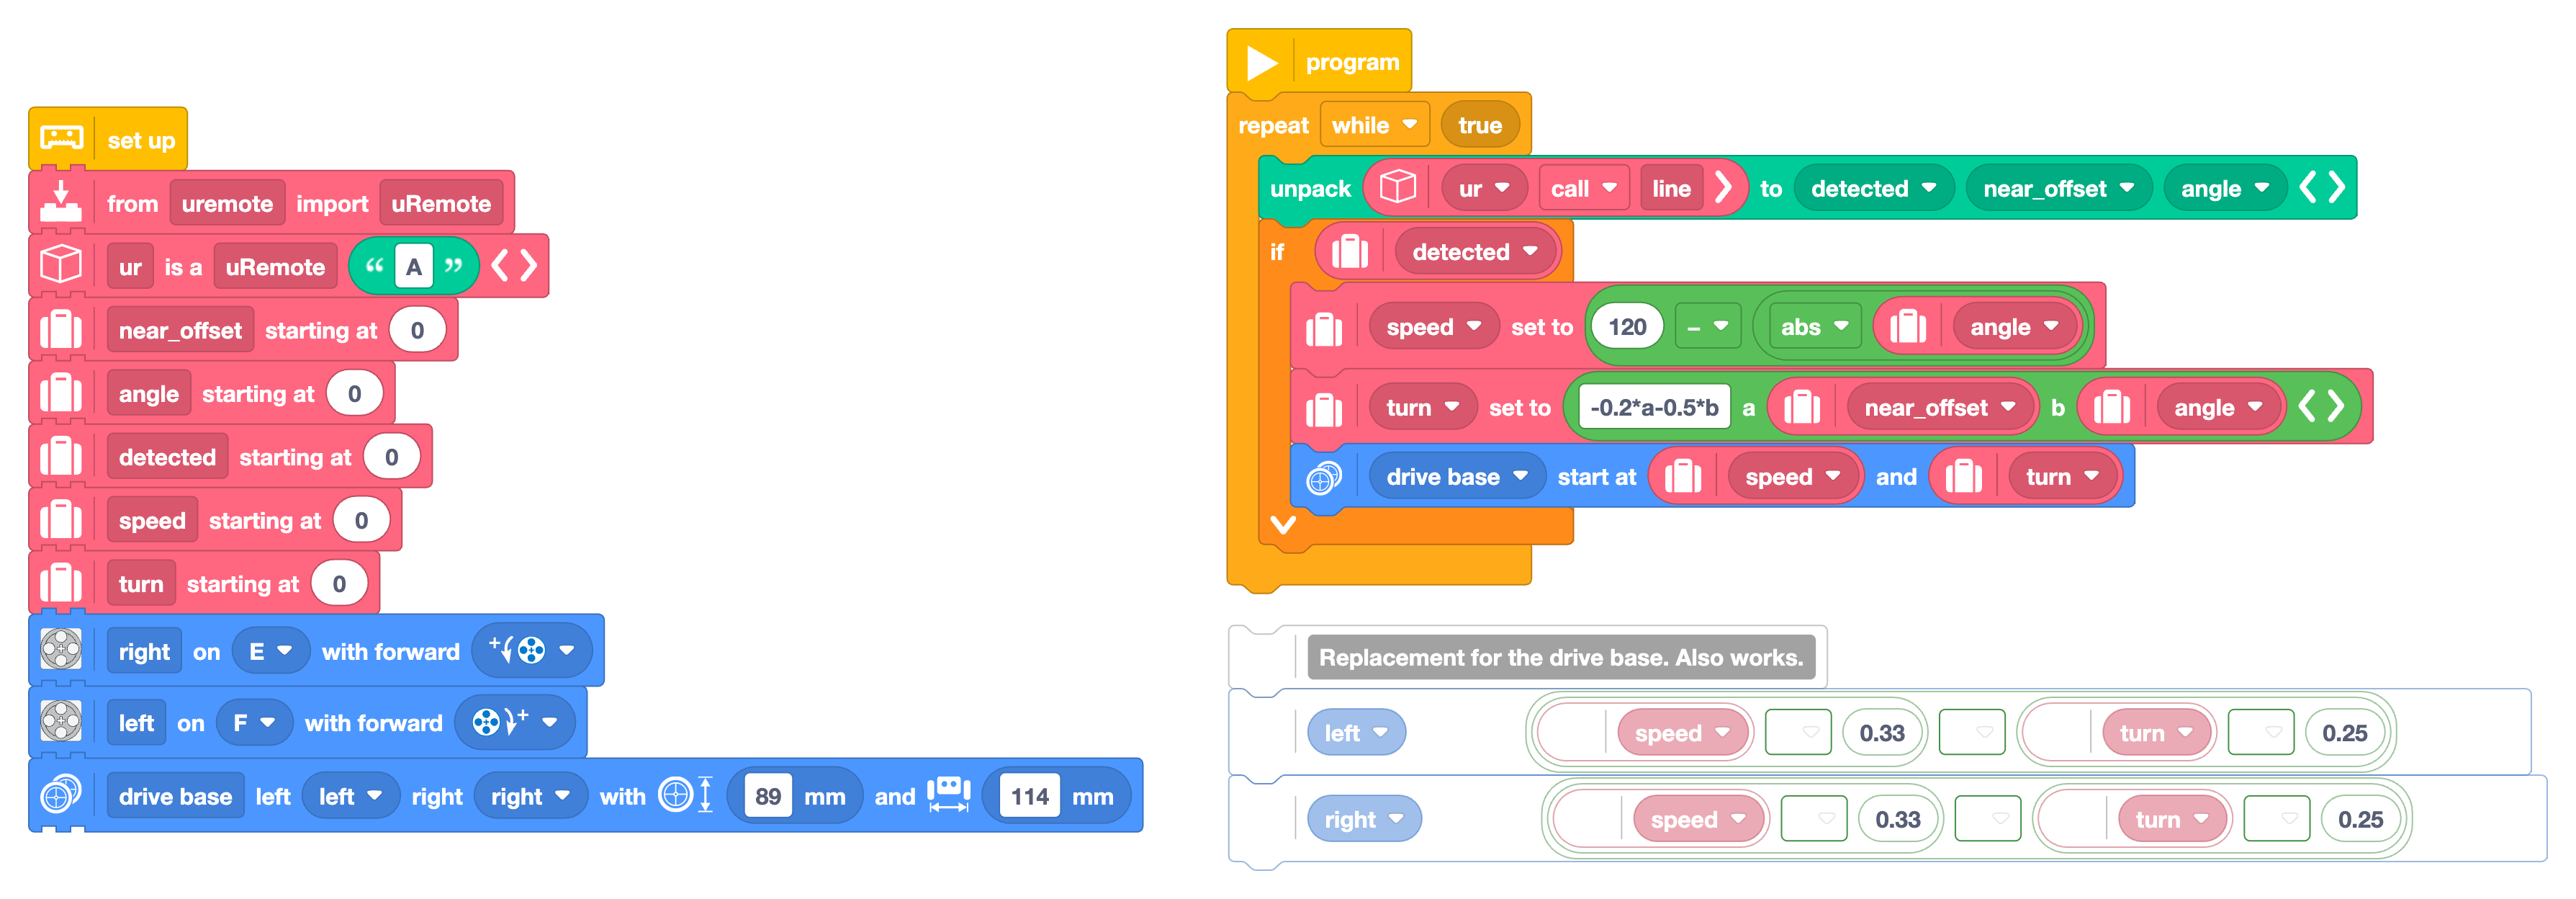 set up
from uremote import uRemote
ur is a uRemote “ A ”
near_offset starting at 0
angle starting at 0
detected starting at 0
speed starting at 0
turn starting at 0
right on E with forward +
left on F with forward +
drive base left left right right with 89 mm and 114 mm
program
repeat while true
unpack ur call line to detected near_offset angle
if detected
speed set to 120 – abs angle
turn set to -0.2*a-0.5*b a near_offset b angle
drive base start at speed and turn
Replacement for the drive base. Also works.
left speed 0.33 turn 0.25
right speed 0.33 turn 0.25